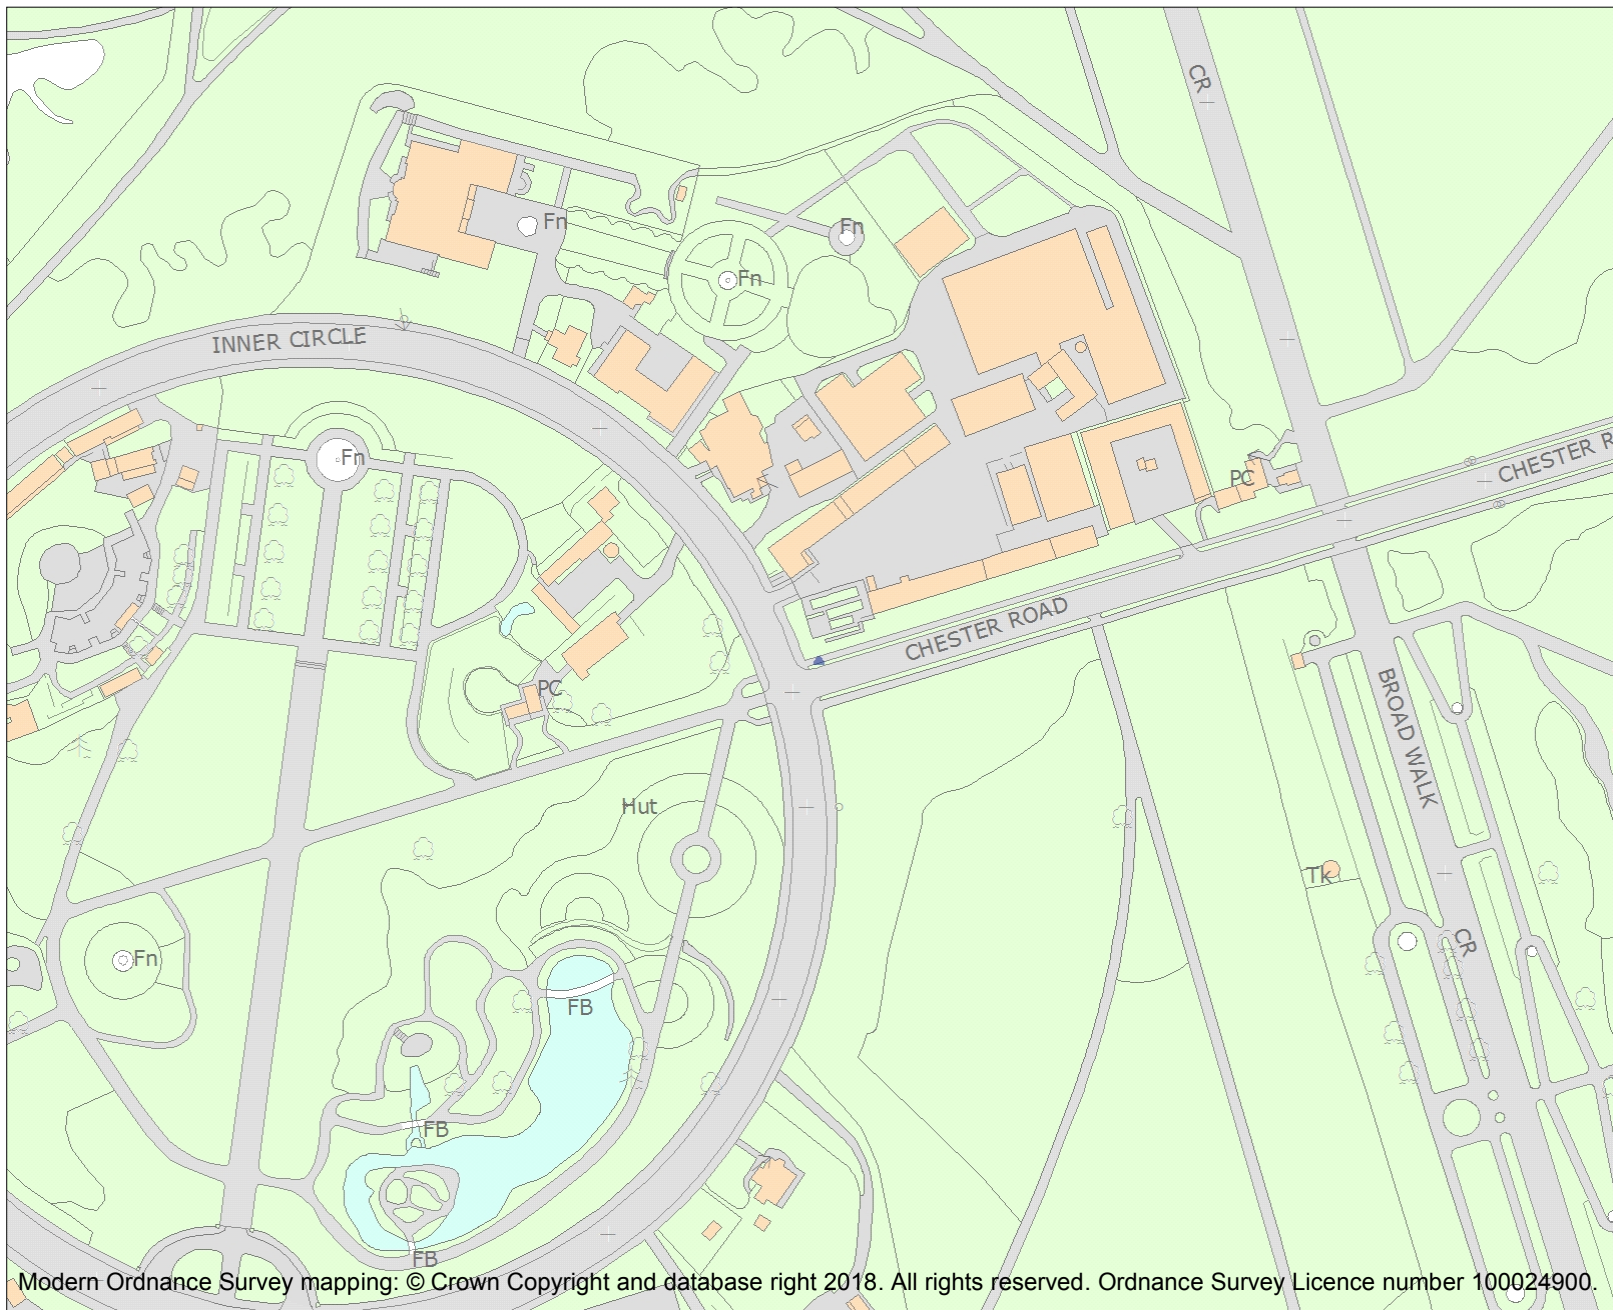 CR
Fn
Fn
Fn
INNER CIRCLE
CHESTER R
Fn
PC
CHESTER ROAD
PC
BROAD WALK
Hut
Tk
CR
Fn
FB
FB
FB
Modern Ordnance Survey mapping: © Crown Copyright and database right 2018. All rights reserved. Ordnance Survey Licence number 100024900.